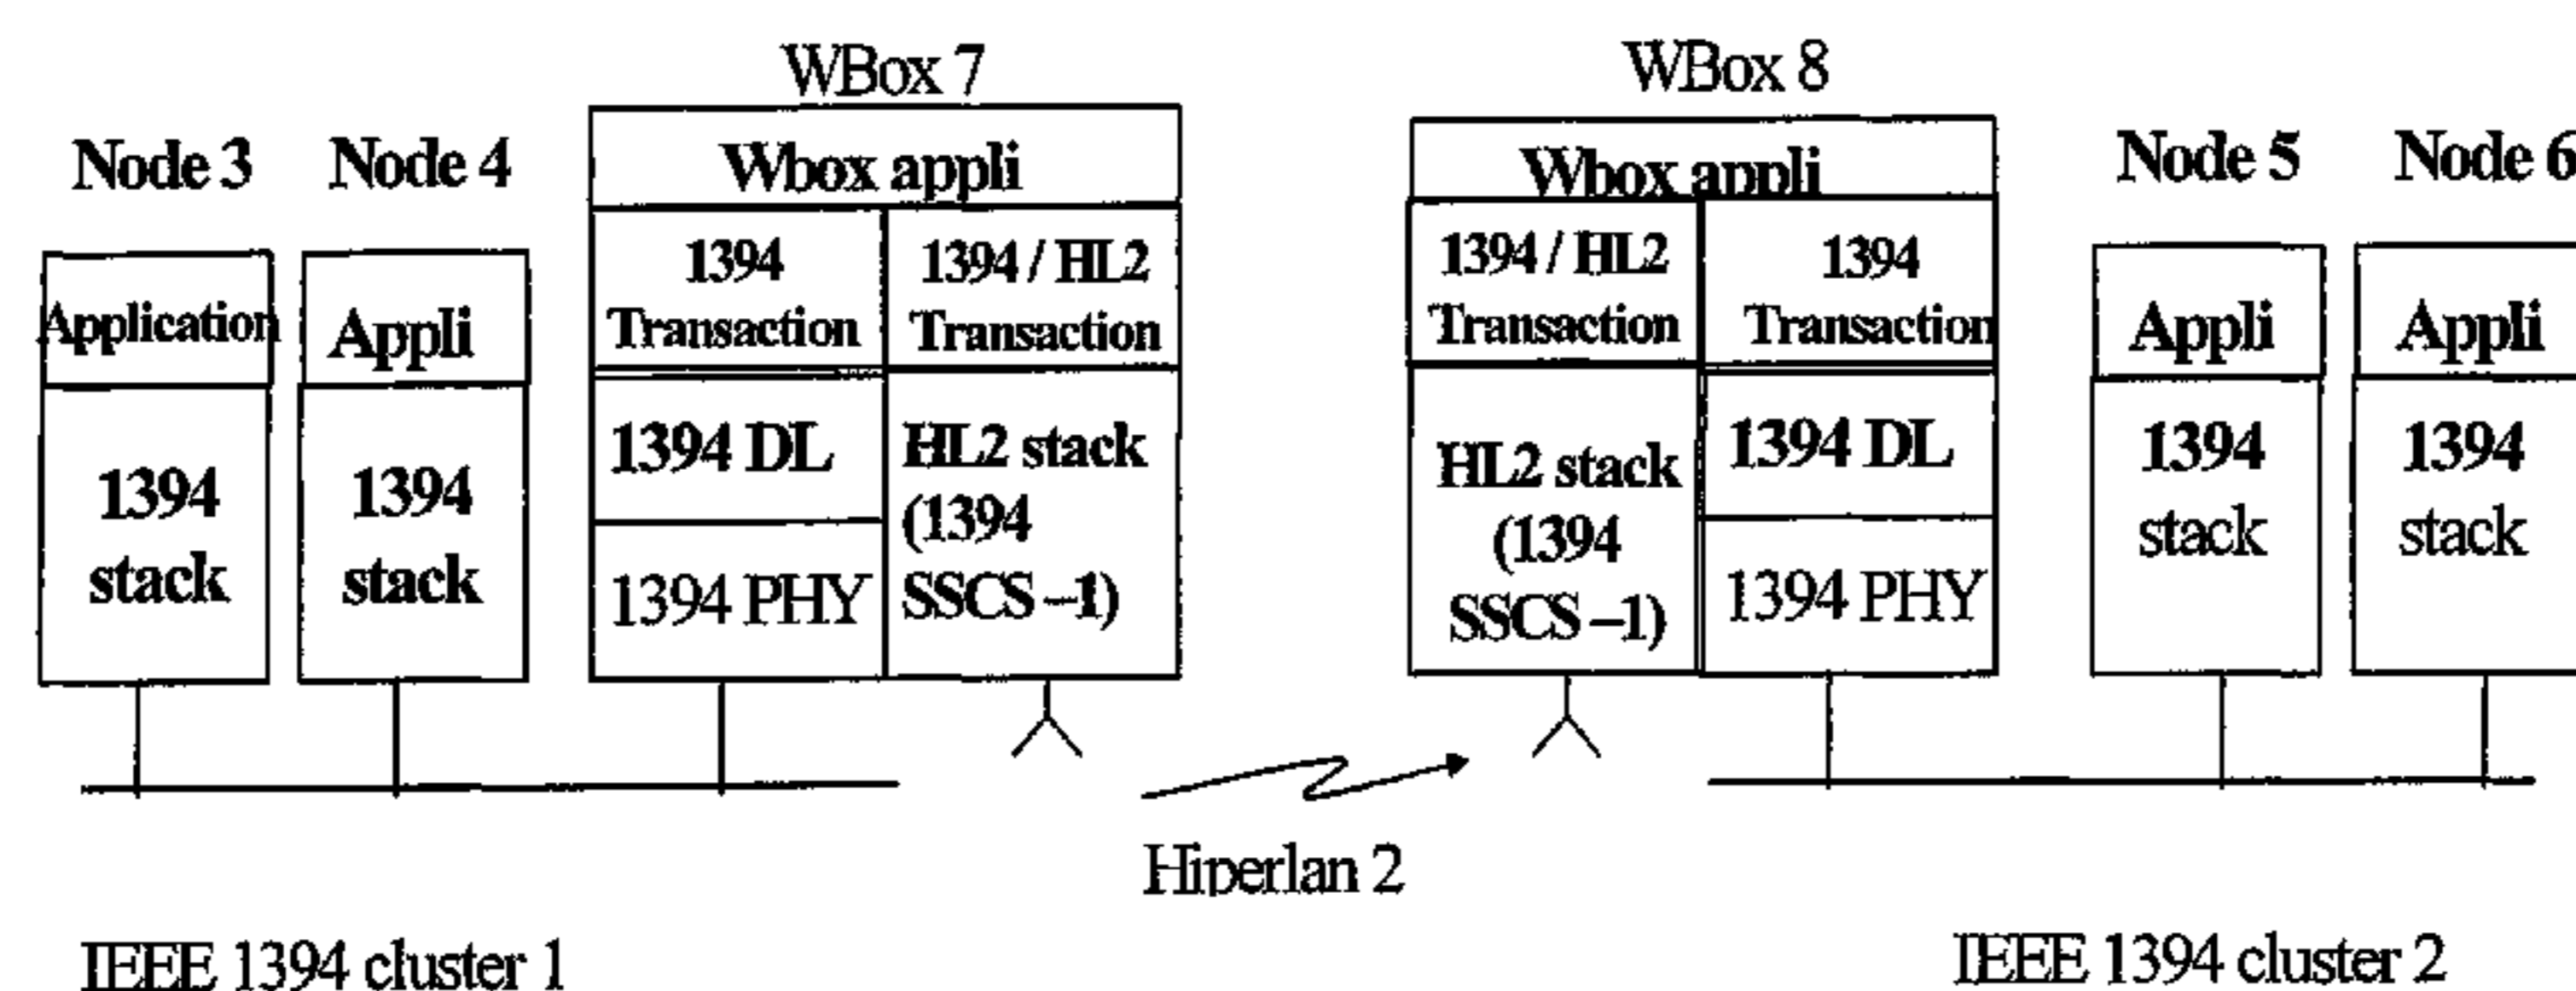 WBox 7
WBox 8
Node 3
Node 4
Node 5
Node 6
Wbox appli
Wbox appli
Application
Appli
1394
Transaction
1394 / HL2
Transaction
1394 / HL2
Transaction
1394
Transaction
Appli
Appli
1394
stack
1394
stack
1394 DL
1394 PHY
HL2 stack
(1394
SSCS –1)
HL2 stack
(1394
SSCS –1)
1394 DL
1394 PHY
1394
stack
1394
stack
Hiperlan 2
IEEE 1394 cluster 1
IEEE 1394 cluster 2